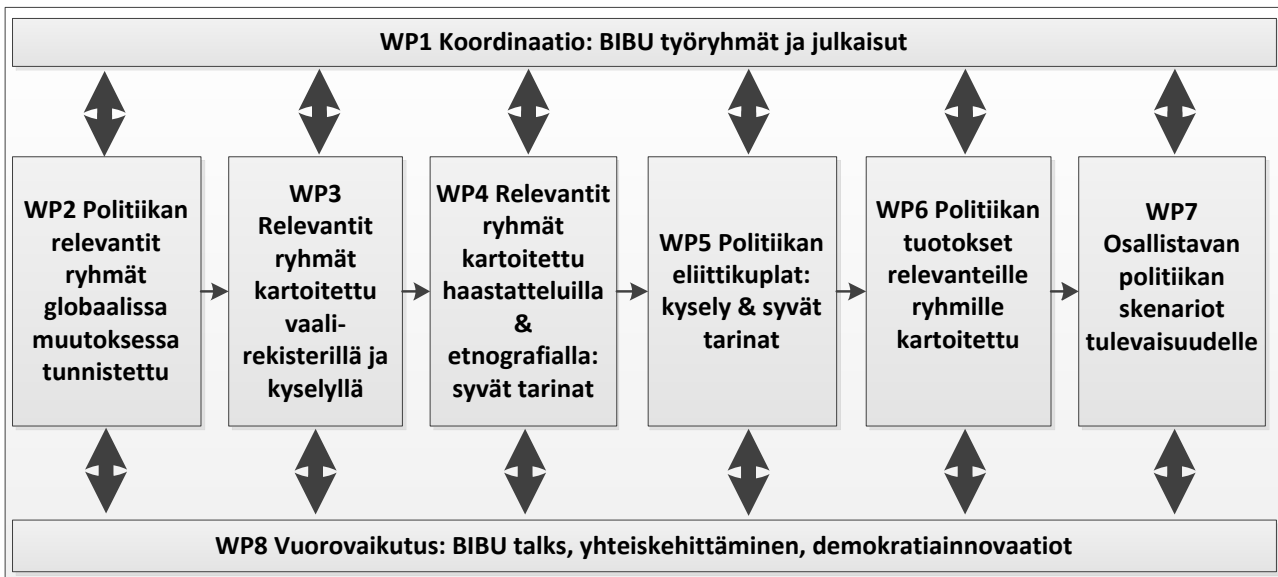 WP1 Koordinaatio: BIBU työryhmät ja julkaisut
WP2 Politiikan
relevantit
ryhmät
globaalissa
muutoksessa
tunnistettu
WP3
Relevantit
ryhmät
kartoitettu
vaali-
rekisterillä ja
kyselyllä
WP4 Relevantit
ryhmät
kartoitettu
haastatteluilla
&
etnografialla:
syvät tarinat
WP5 Politiikan
eliittikuplat:
kysely & syvät
tarinat
WP6 Politiikan
tuotokset
relevanteille
ryhmille
kartoitettu
WP7
Osallistavan
politiikan
skenariot
tulevaisuudelle
WP8 Vuorovaikutus: BIBU talks, yhteiskehittäminen, demokratiainnovaatiot